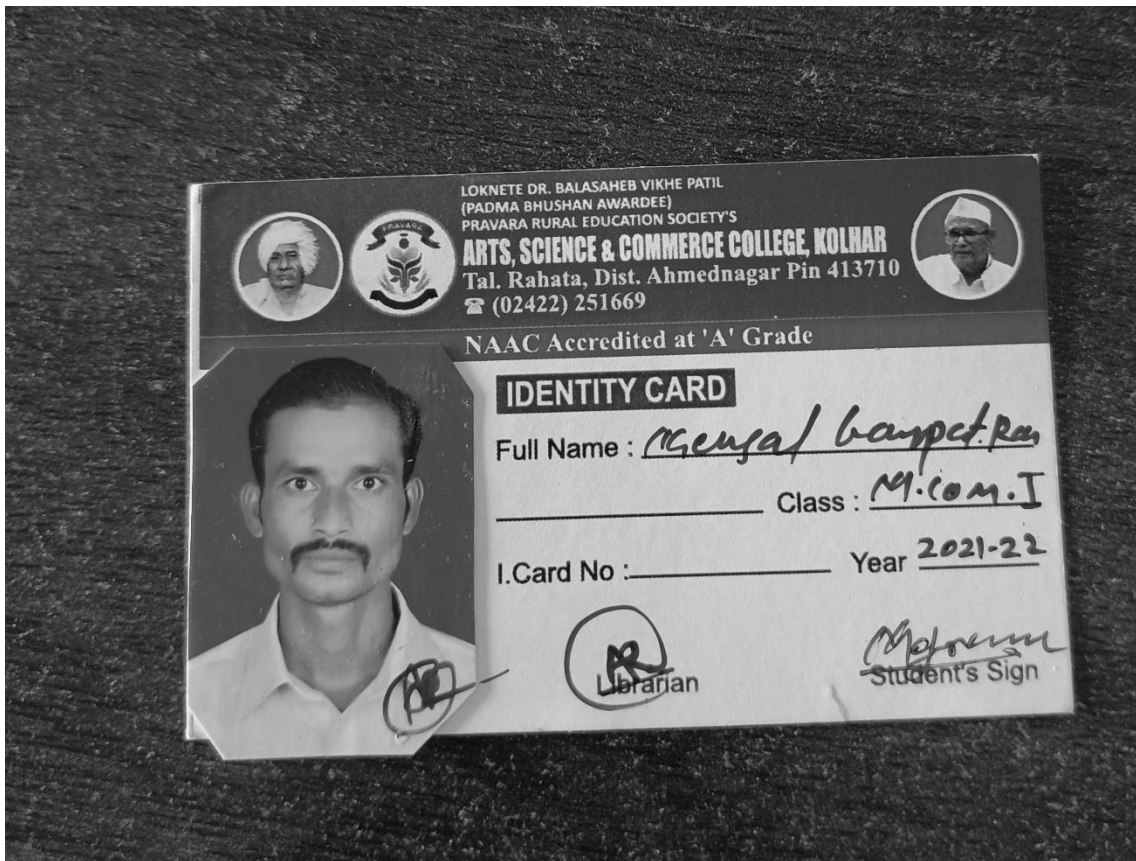 LOKNETE DR. BALASAHEB VIKHE PATIL
(PADMA BHUSHAN AWARDEE)
PRAVARA RURAL EDUCATION SOCIETY'S
ARTS, SCIENCE & COMMERCE COLLEGE, KOLHAR
Tal. Rahata, Dist. Ahmednagar Pin 413710
☎ (02422) 251669
PRAVARA
NAAC Accredited at 'A' Grade
IDENTITY CARD
Full Name : Mengal
Class : M.com.I
I.Card No :
Year 2021-22
Librarian
Student's Sign